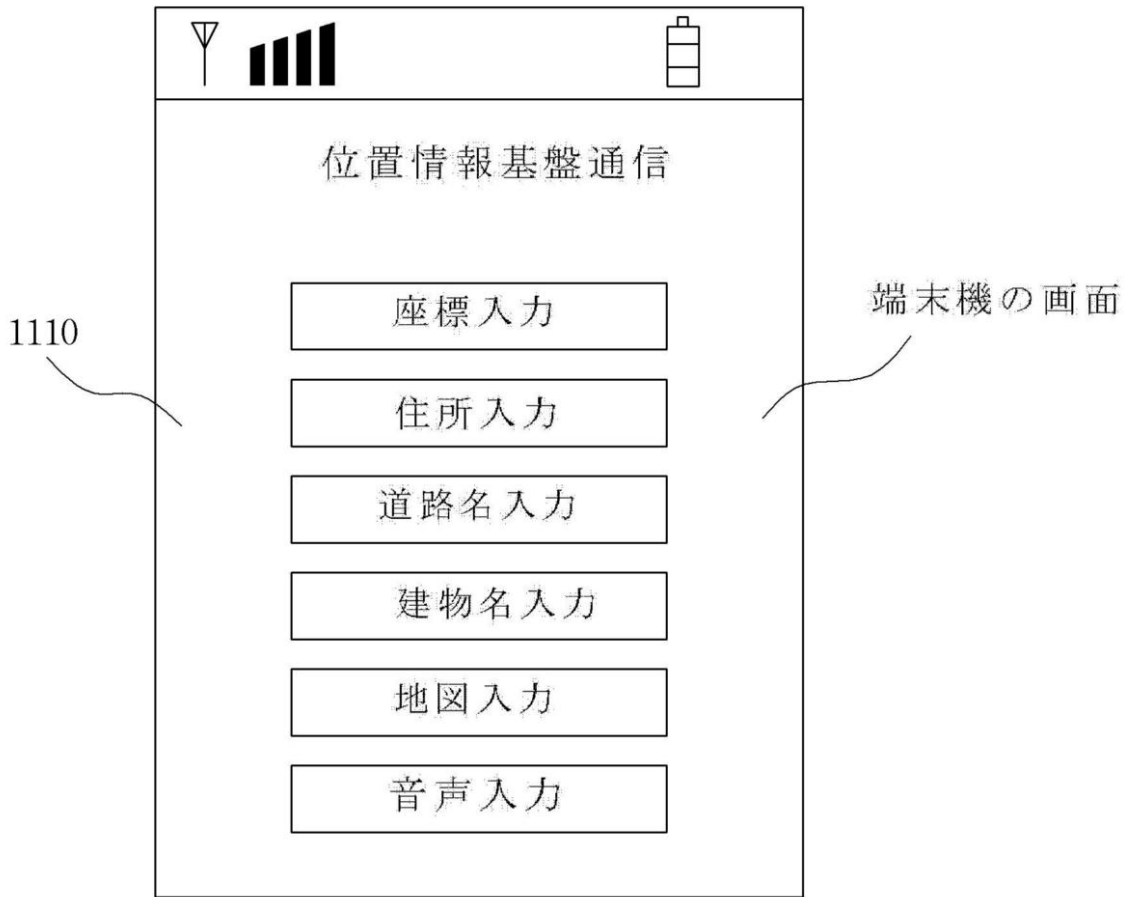 位置情報基盤通信
座標入力
端末機の画面
1110
住所入力
道路名入力
建物名入力
地図入力
音声入力